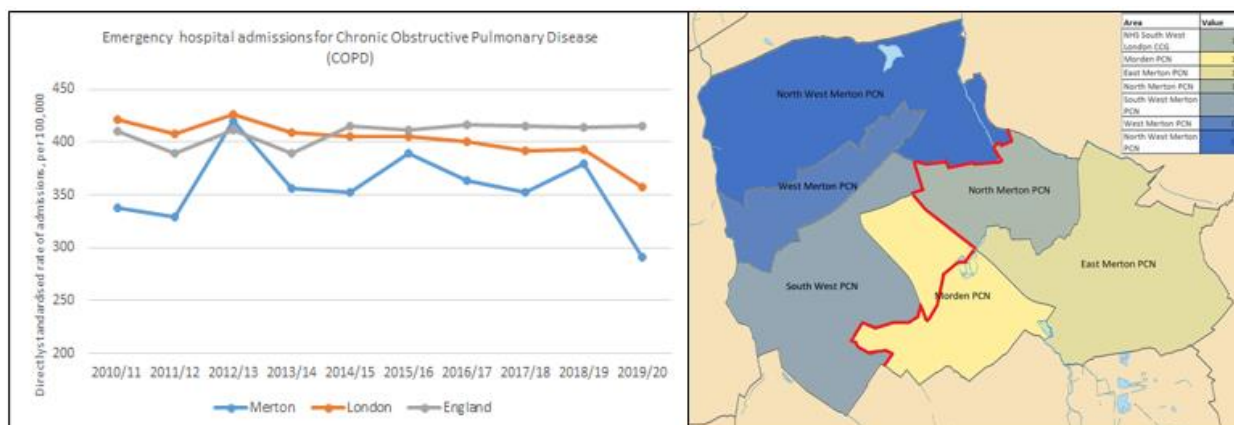 Emergency hospital admissions for Chronic Obstructive Pulmonary Disease
(COPD)
Directly standardised rate of admissions, per 100,000
450
400
350
300
250
200
2010/11 2011/12 2012/13 2013/14 2014/15 2015/16 2016/17 2017/18 2018/19 2019/20
Merton London England
North West Merton PCN
West Merton PCN
North Merton PCN
East Merton PCN
South West PCN
Morden PCN
Area Value
NHS South West
London CCG
Morden PCN
East Merton PCN
North Merton PCN
South West Merton
PCN
West Merton PCN
North West Merton
PCN